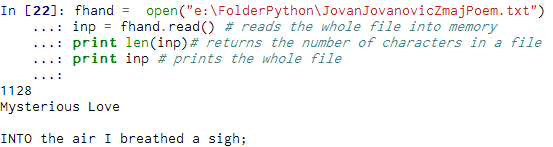 In [22]: fhand =  open("e:\FolderPython\JovanJovanovicZmajPoem.txt")
...: inp = fhand.read() # reads the whole file into memory
...: print len(inp)# returns the number of characters in a file
...: print inp # prints the whole file
...:
1128
Mysterious Love
INTO the air I breathed a sigh;